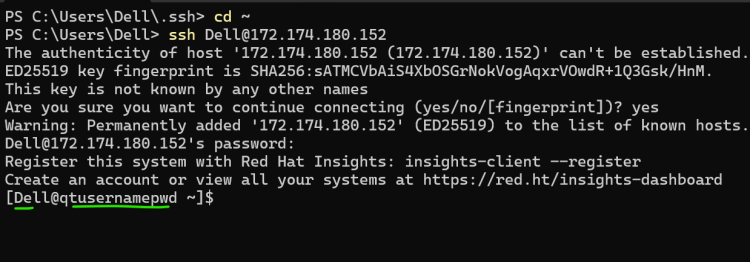 PS C:\Users\Dell\.ssh> cd ~
PS C:\Users\Dell> ssh Dell@172.174.180.152
The authenticity of host '172.174.180.152 (172.174.180.152)' can't be established.
ED25519 key fingerprint is SHA256:sATMCVbAiS4XbOSGrNokVogAqxrVOwdR+1Q3Gsk/HnM.
This key is not known by any other names
Are you sure you want to continue connecting (yes/no/[fingerprint])? yes
Warning: Permanently added '172.174.180.152' (ED25519) to the list of known hosts.
Dell@172.174.180.152's password:
Register this system with Red Hat Insights: insights-client --register
Create an account or view all your systems at https://red.ht/insights-dashboard
[Dell@qtusernamepwd ~]$